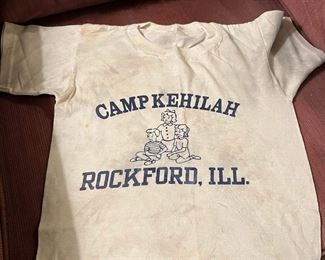 CAMP KEHILAH
ROCKFORD, ILL.